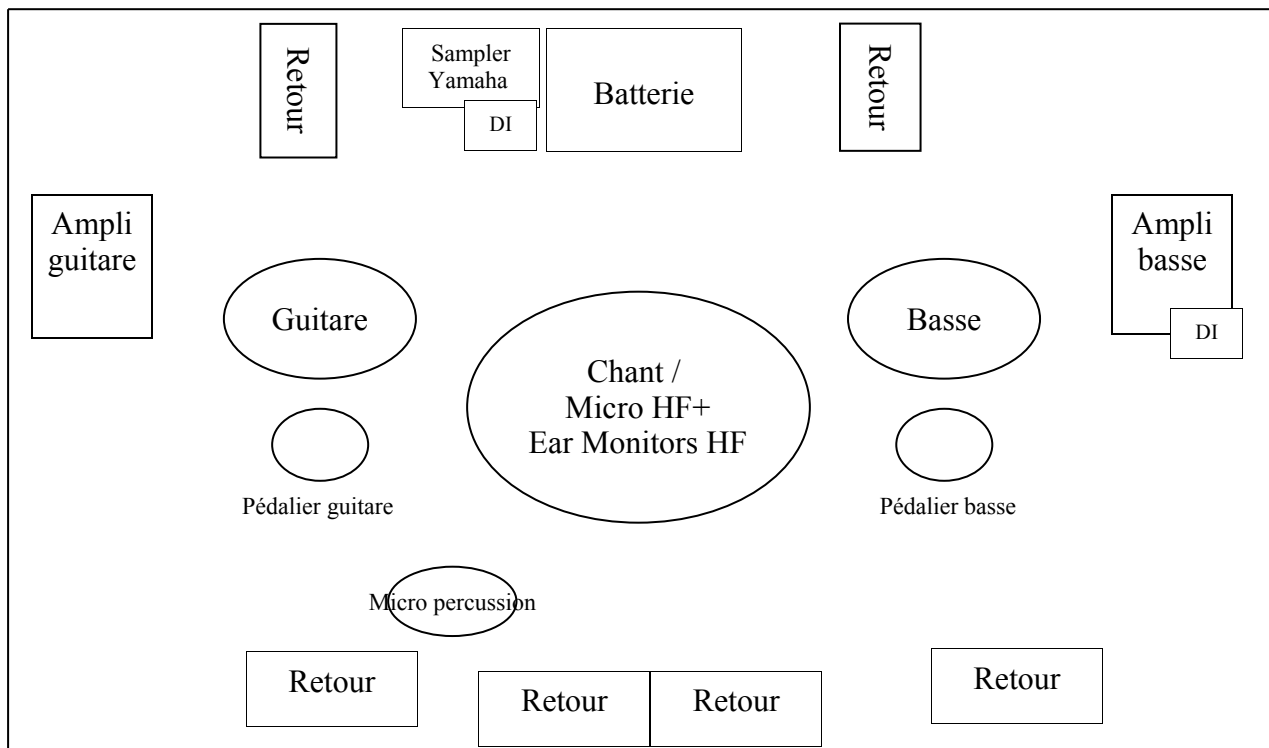 Retour
Sampler
Yamaha
DI
Batterie
Retour
Ampli
guitare
Guitare
Chant /
Micro HF+
Ear Monitors HF
Basse
Ampli
basse
DI
Pédalier guitare
Pédalier basse
Micro percussion
Retour
Retour
Retour
Retour